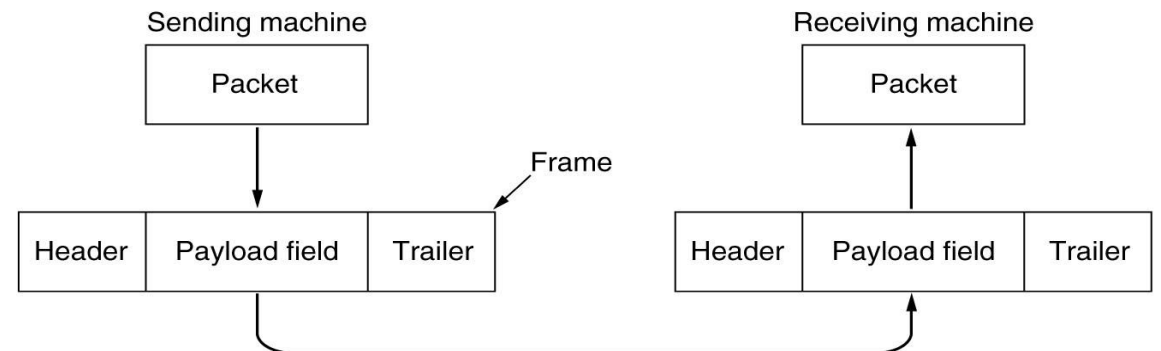 Sending machine
Receiving machine
Packet
Packet
Frame
Header
Payload field
Trailer
Header
Payload field
Trailer